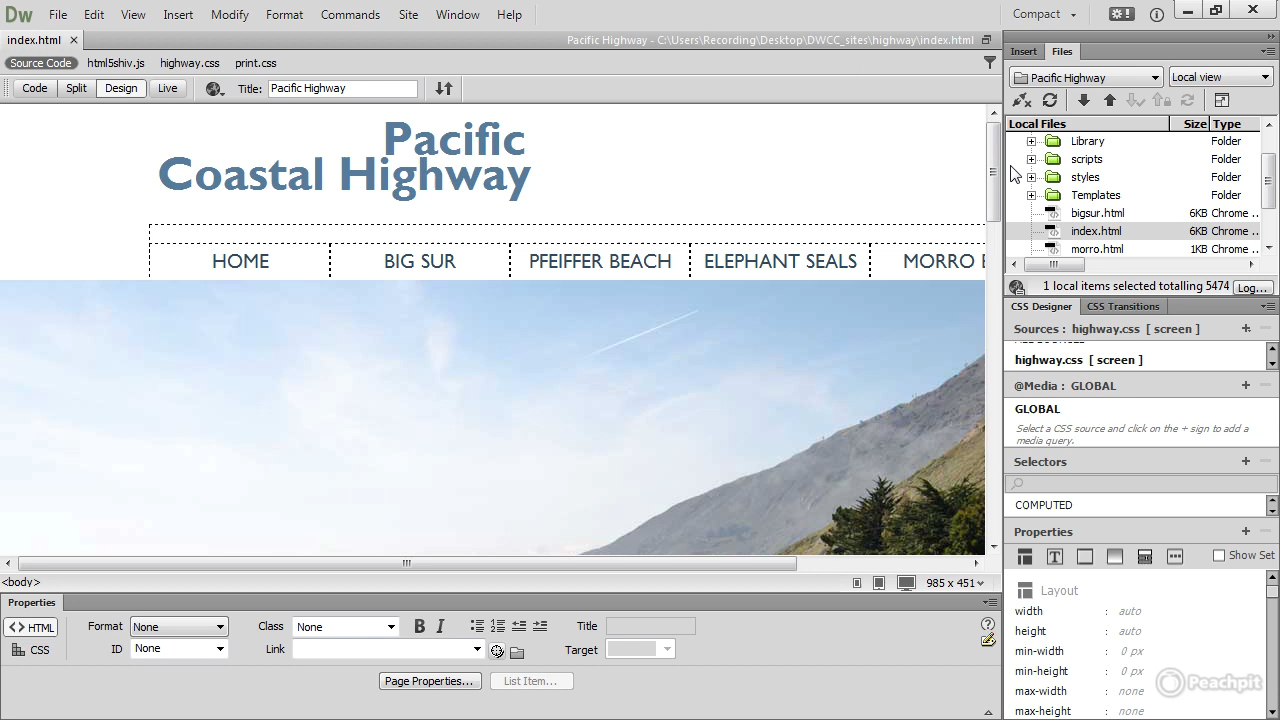 Dw File Edit View Insert Modify Format Commands Site Window Help Compact
index.html Pacific Highway - C:\Users\Recording\Desktop\DWCC_sites\highway\index.html
Source Code html5shiv.js highway.css print.css
Code Split Design Live Title: Pacific Highway
Pacific
Coastal Highway
HOME BIG SUR PFEIFFER BEACH ELEPHANT SEALS MORRO B
<body> 985 x 451
Properties
<> HTML Format None Class None B I Title
CSS ID None Link Target
Page Properties... List Item...
Insert Files
Pacific Highway Local view
Local Files Size Type
Library Folder
scripts Folder
styles Folder
Templates Folder
bigsur.html 6KB Chrome ..
index.html 6KB Chrome ..
morro.html 1KB Chrome ..
1 local items selected totalling 5474 Log...
CSS Designer CSS Transitions
Sources : highway.css [ screen ]
highway.css [ screen ]
@Media : GLOBAL
GLOBAL
Select a CSS source and click on the + sign to add a
media query.
Selectors
COMPUTED
Properties
Show Set
Layout
width : auto
height : auto
min-width : 0 px
min-height : 0 px
max-width : none
max-height : none
Peachpit